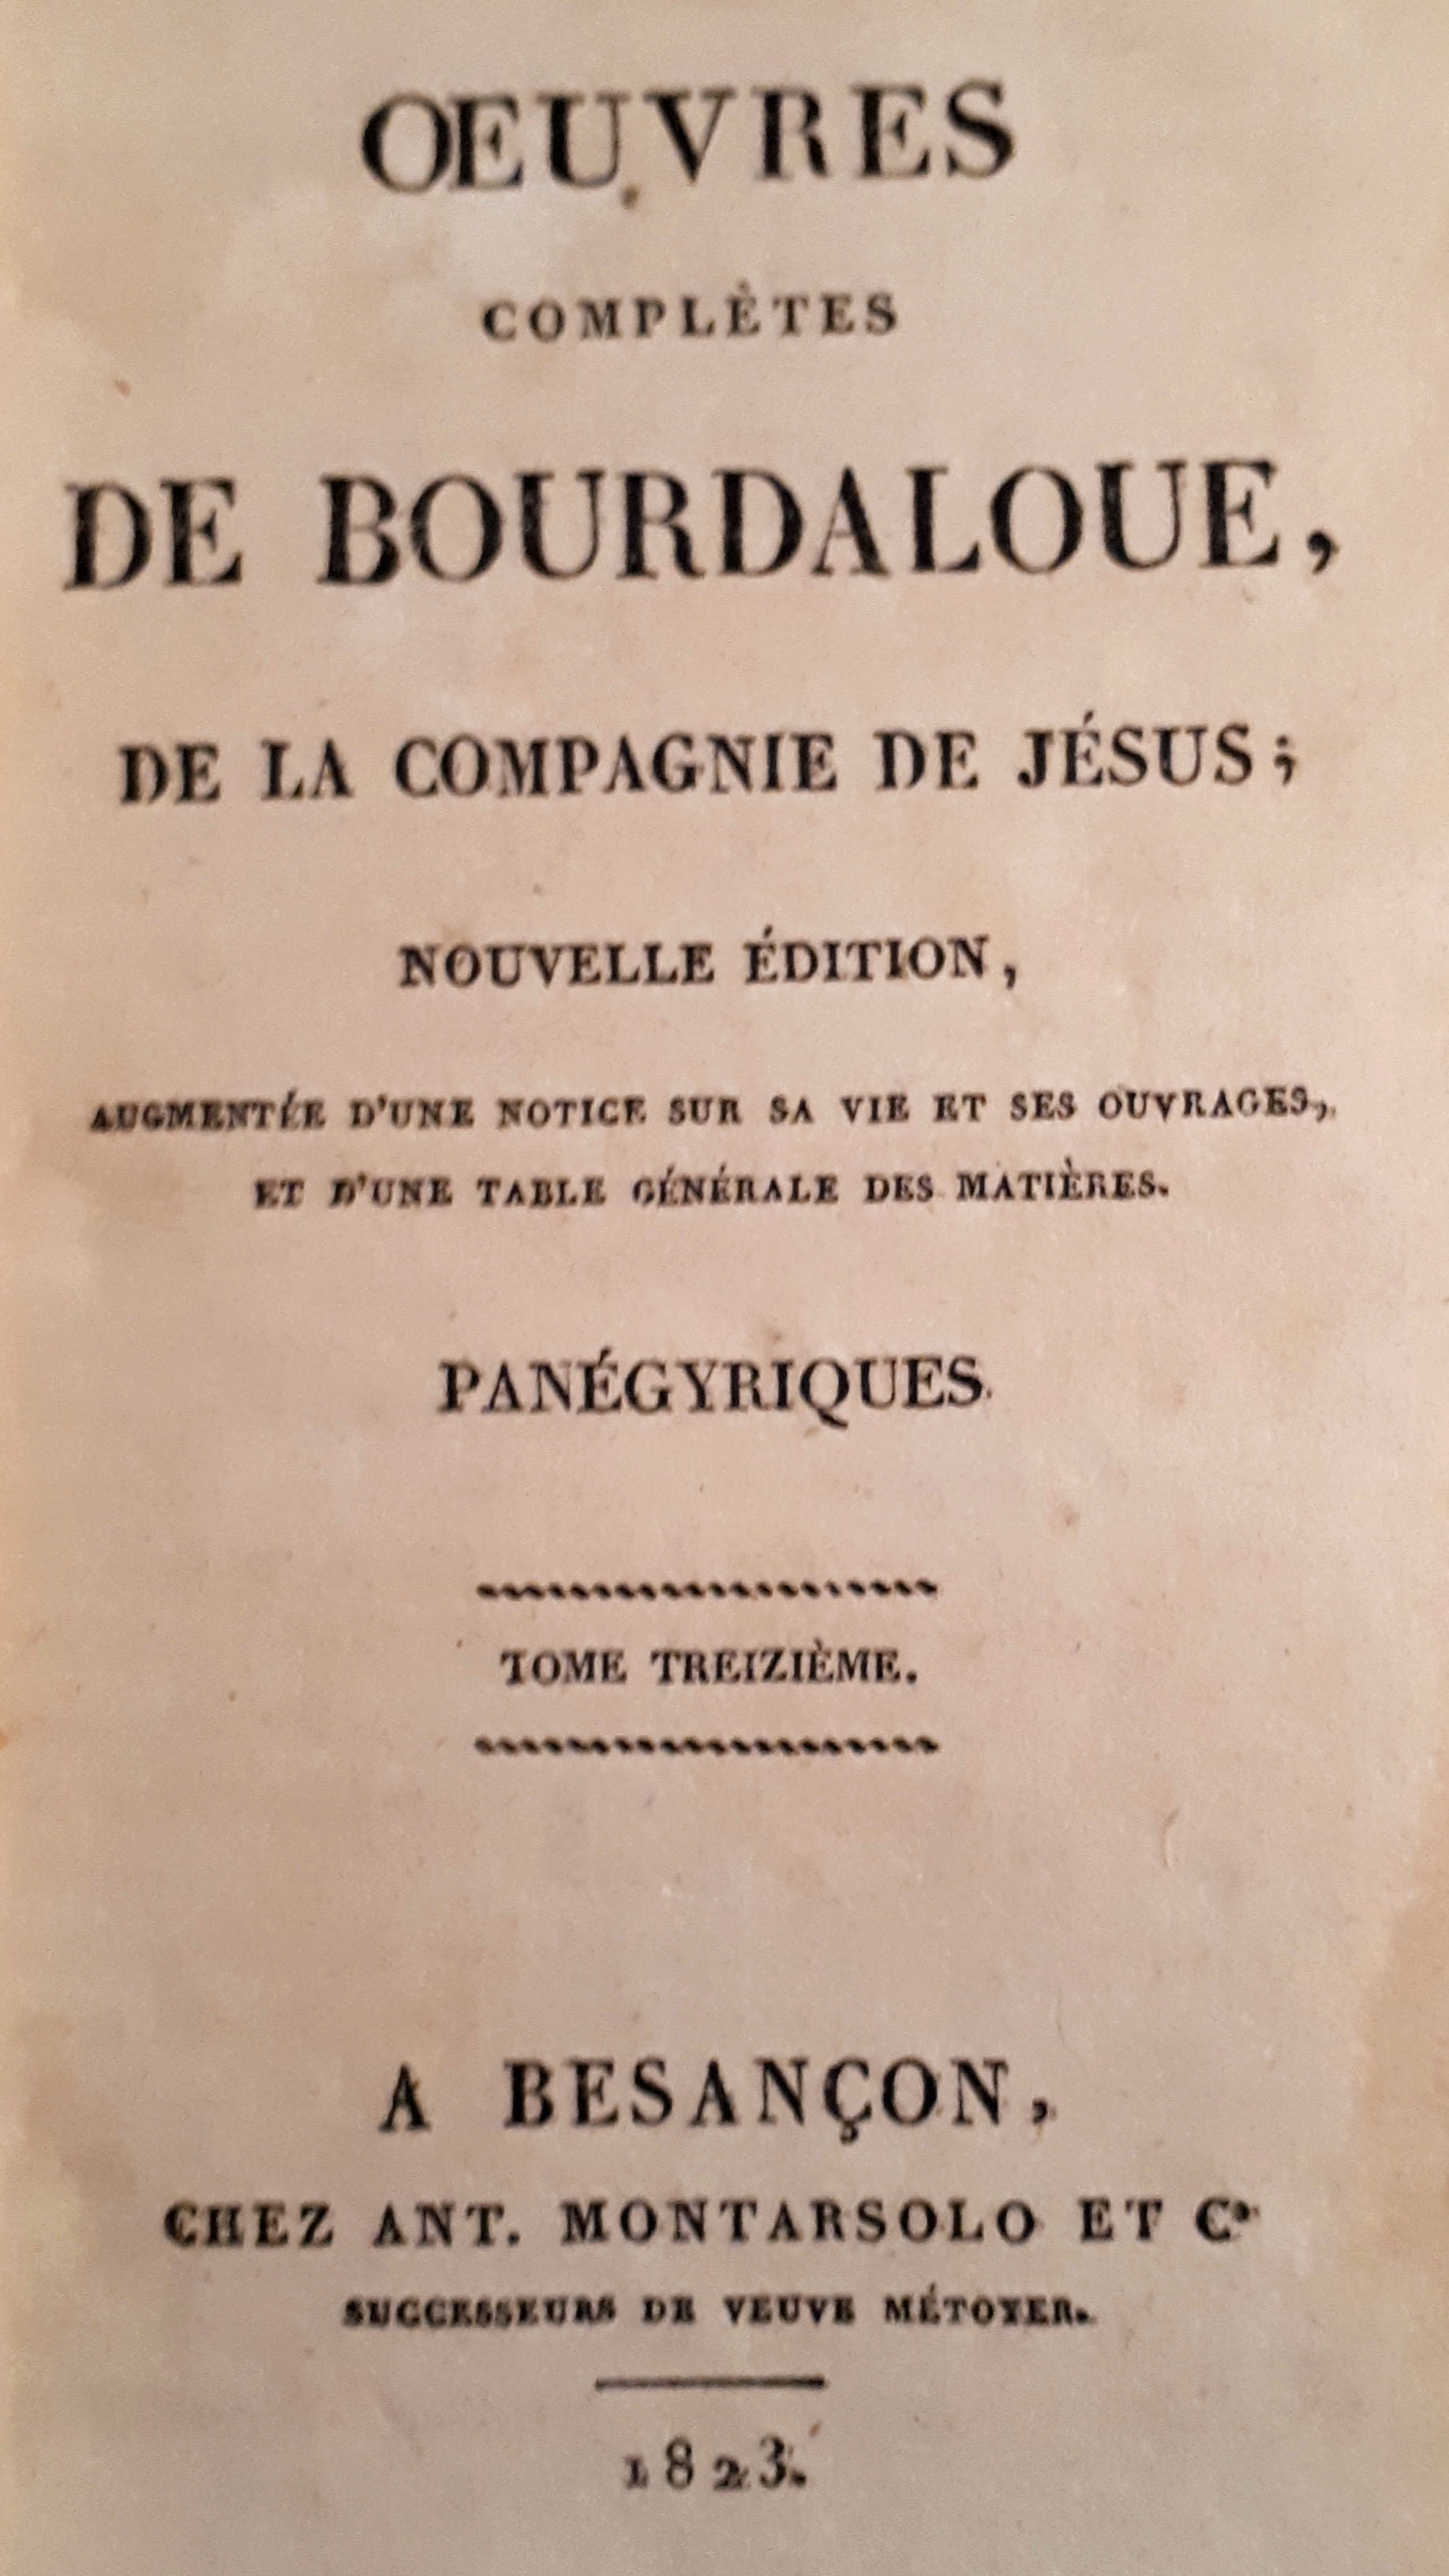 OEUVRES
COMPLÈTES
DE BOURDALOUE,
DE LA COMPAGNIE DE JÉSUS;
NOUVELLE ÉDITION,
AUGMENTÉE D'UNE NOTICE SUR SA VIE ET SES OUVRAGES,
ET D'UNE TABLE GÉNÉRALE DES MATIÈRES.
PANÉGYRIQUES.
TOME TREIZIÈME.
A BESANÇON,
CHEZ ANT. MONTARSOLO ET Cᵉ
SUCCESSEURS DE VEUVE MÉTOYER.
1823.